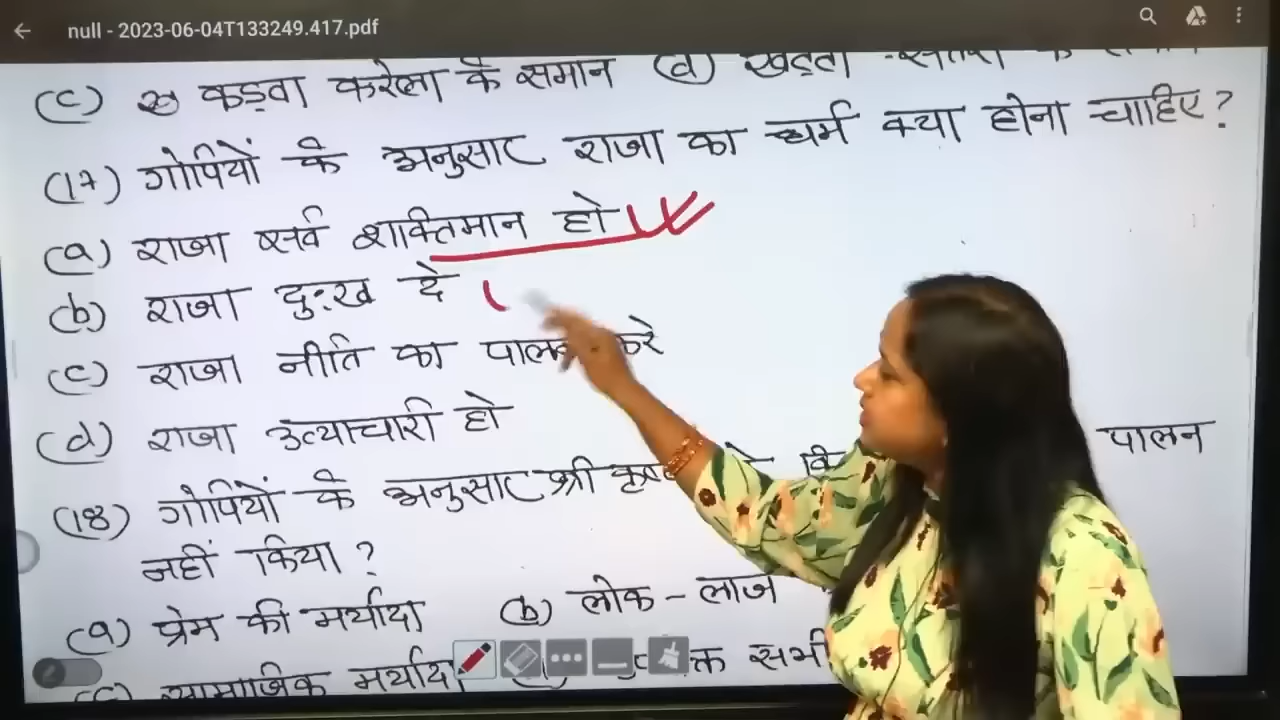 null - 2023-06-04T133249.417.pdf
(c) कड़वा करेला के समान (d)
(17) गोपियों के अनुसार राजा का धर्म क्या होना चाहिए?
(a) राजा सर्व शक्तिमान हो
(b) राजा दुःख दे
(c) राजा नीति का पालन करे
(d) राजा अत्याचारी हो
(18) गोपियों के अनुसार श्री पालन
नहीं किया ?
(a) प्रेम की मर्यादा (b) लोक - लाज
(c) सामाजिक मर्यादा सभी